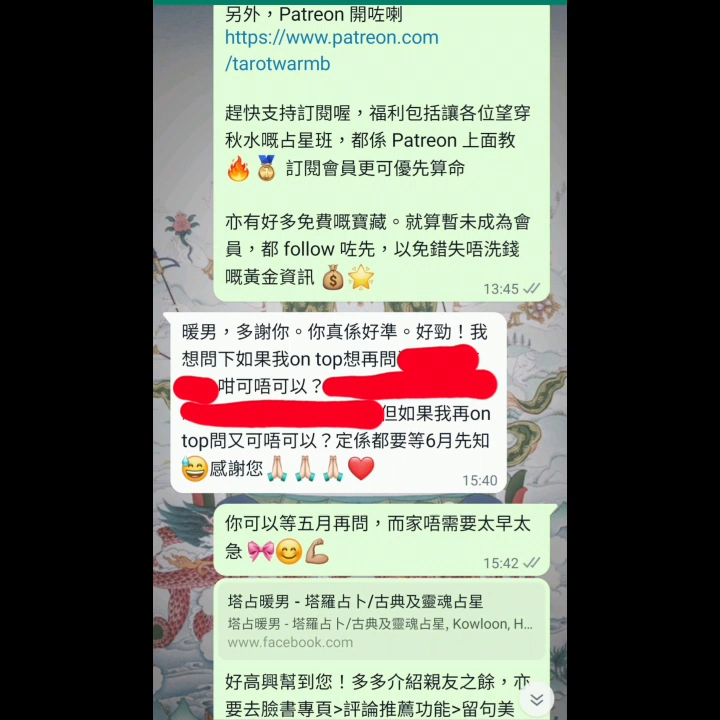 另外，Patreon 開咗喇
https://www.patreon.com
/tarotwarmb
趕快支持訂閱喔，福利包括讓各位望穿
秋水嘅占星班，都係 Patreon 上面教
🔥 🏅 訂閱會員更可優先算命
亦有好多免費嘅寶藏。就算暫未成為會
員，都 follow 咗先，以免錯失唔洗錢
嘅黃金資訊 💰🌟
13:45
暖男，多謝你。你真係好準。好勁！我
想問下如果我on top想再問
咁可唔可以？
但如果我再on
top問又可唔可以？定係都要等6月先知
😅感謝您🙏🏻🙏🏻🙏🏻❤️
15:40
你可以等五月再問，而家唔需要太早太
急 🎀😊💪🏽
15:42
塔占暖男 - 塔羅占卜/古典及靈魂占星
塔占暖男 - 塔羅占卜/古典及靈魂占星, Kowloon, H...
www.facebook.com
好高興幫到您！多多介紹親友之餘，亦
要去臉書專頁>評論推薦功能>留句美